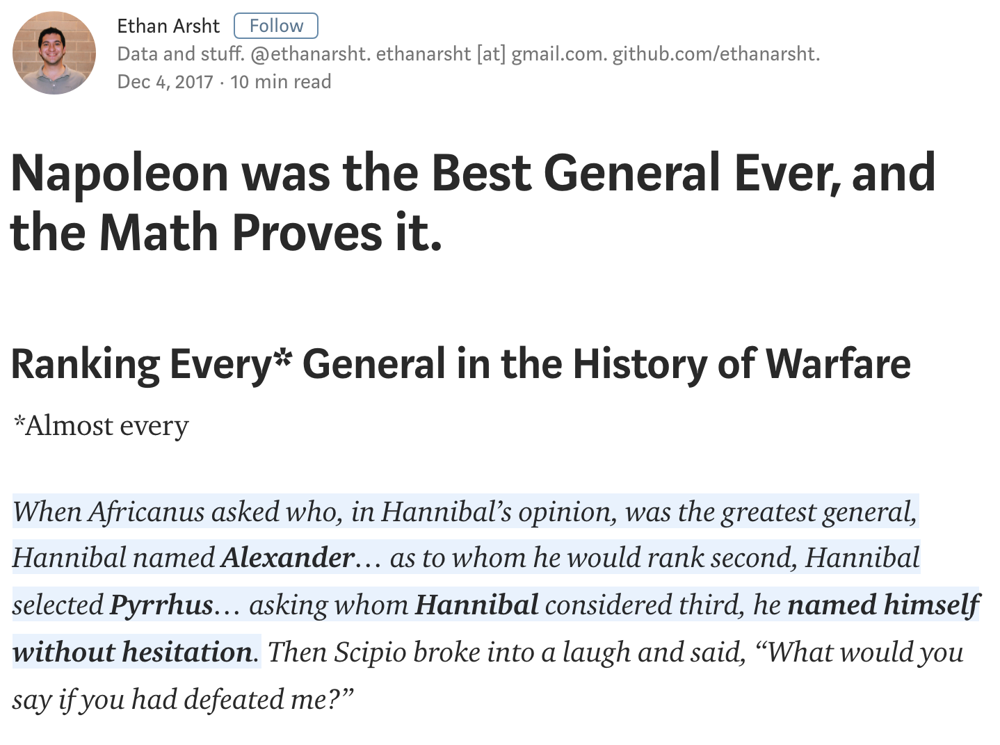 Ethan Arsht Follow
Data and stuff. @ethanarsht. ethanarsht [at] gmail.com. github.com/ethanarsht.
Dec 4, 2017 · 10 min read
Napoleon was the Best General Ever, and
the Math Proves it.
Ranking Every* General in the History of Warfare
*Almost every
When Africanus asked who, in Hannibal’s opinion, was the greatest general,
Hannibal named Alexander… as to whom he would rank second, Hannibal
selected Pyrrhus… asking whom Hannibal considered third, he named himself
without hesitation. Then Scipio broke into a laugh and said, “What would you
say if you had defeated me?”